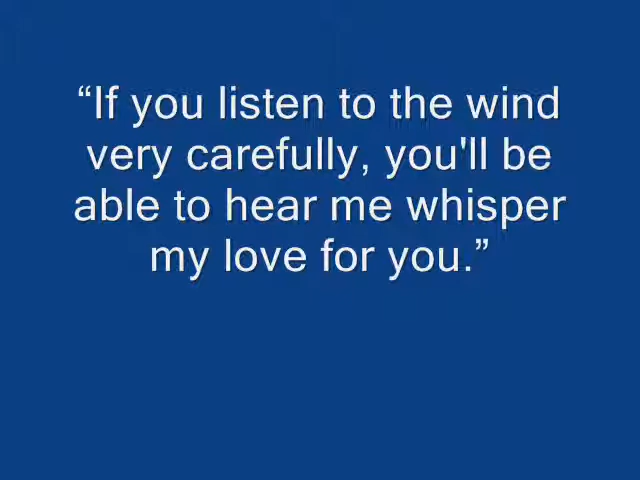 “If you listen to the wind
very carefully, you'll be
able to hear me whisper
my love for you.”